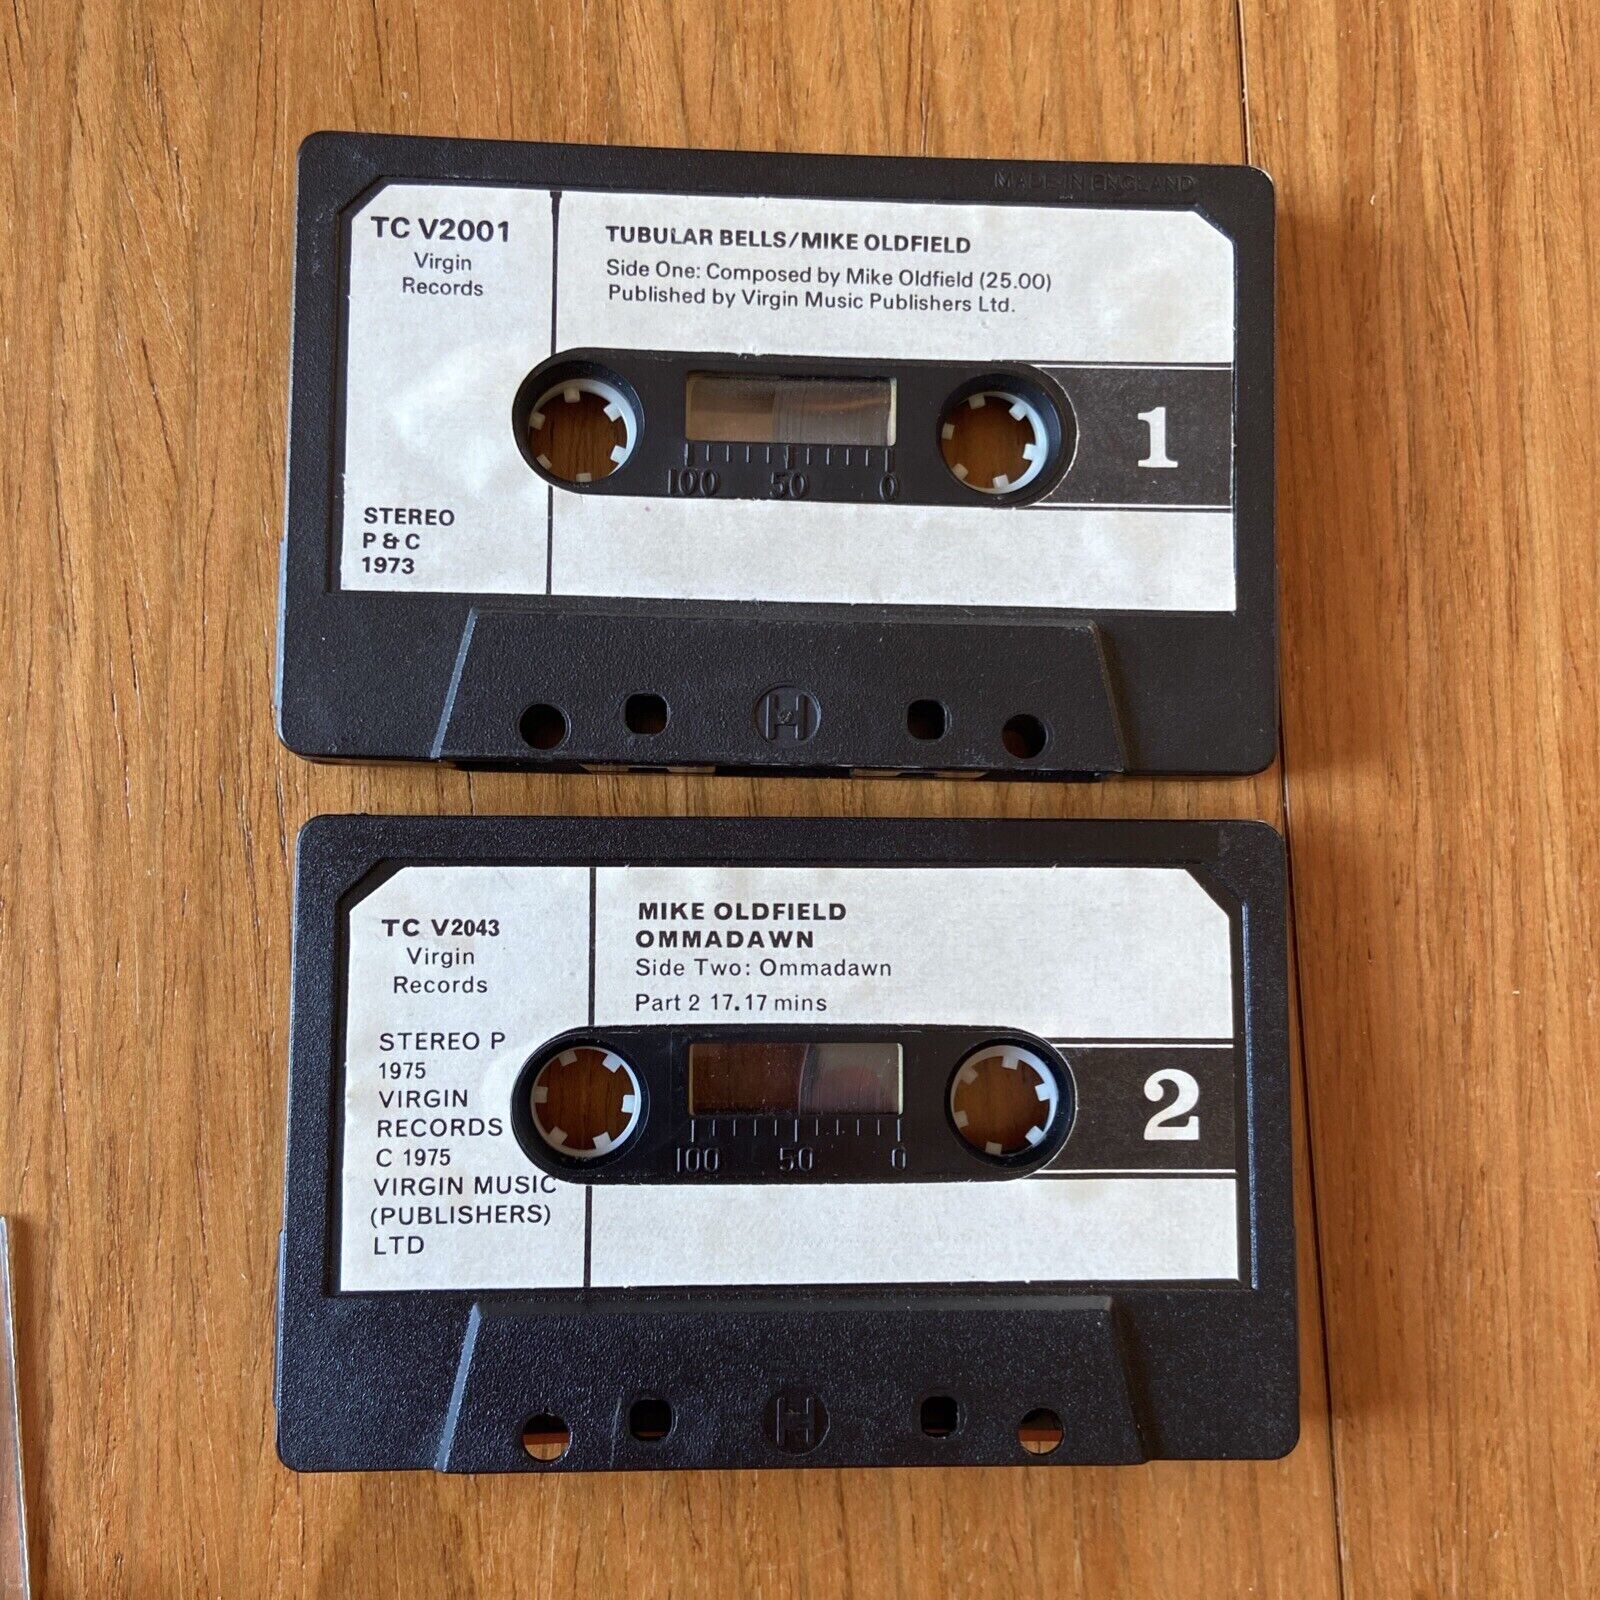 MADE IN ENGLAND
TC V2001
Virgin
Records
STEREO
P & C
1973
TUBULAR BELLS/MIKE OLDFIELD
Side One: Composed by Mike Oldfield (25.00)
Published by Virgin Music Publishers Ltd.
100 50 0
1
H
TC V2043
Virgin
Records
STEREO P
1975
VIRGIN
RECORDS
C 1975
VIRGIN MUSIC
(PUBLISHERS)
LTD
MIKE OLDFIELD
OMMADAWN
Side Two: Ommadawn
Part 2 17.17 mins
100 50 0
2
H